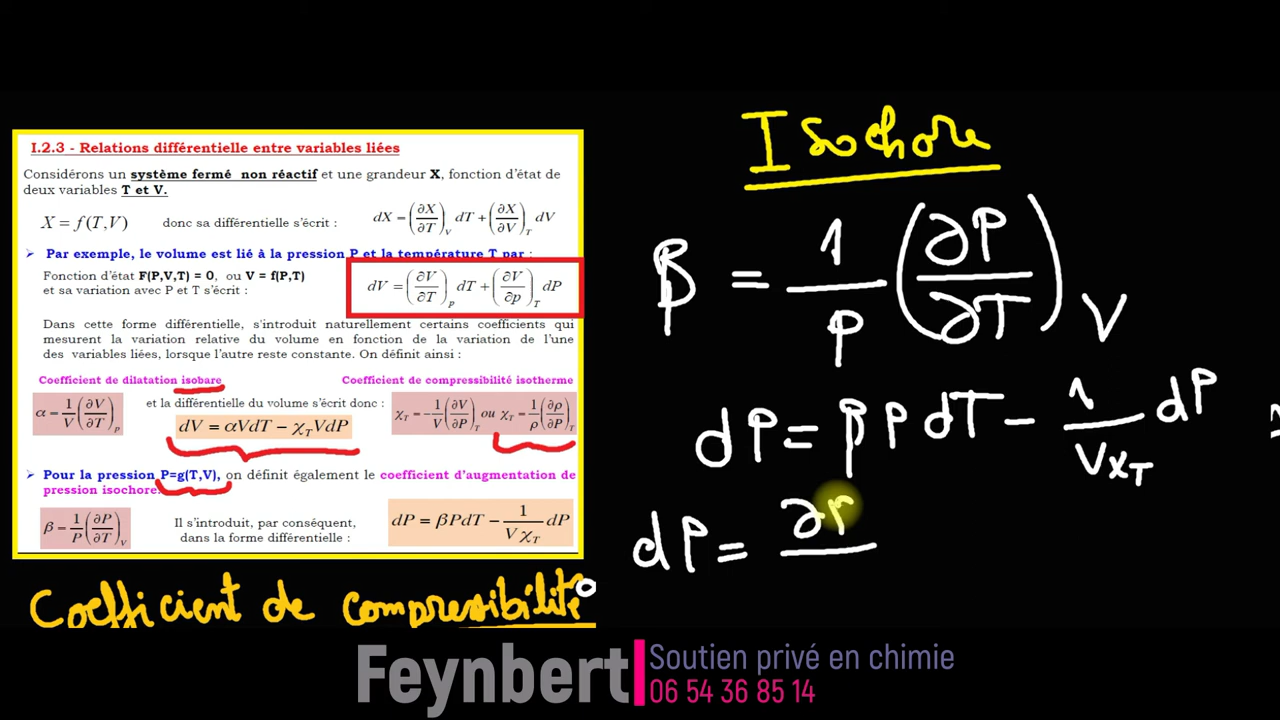 I.2.3 - Relations différentielle entre variables liées
Considérons un système fermé non réactif et une grandeur X, fonction d'état de
deux variables T et V.
X = f(T,V) donc sa différentielle s'écrit : dX = (∂X/∂T)_V dT + (∂X/∂V)_T dV
➢ Par exemple, le volume est lié à la pression P et la température T par :
Fonction d'état F(P,V,T) = 0, ou V = f(P,T)
et sa variation avec P et T s'écrit :
dV = (∂V/∂T)_P dT + (∂V/∂p)_T dP
Dans cette forme différentielle, s'introduit naturellement certains coefficients qui
mesurent la variation relative du volume en fonction de la variation de l'une
des variables liées, lorsque l'autre reste constante. On définit ainsi :
Coefficient de dilatation isobare Coefficient de compressibilité isotherme
α = 1/V (∂V/∂T)_P
et la différentielle du volume s'écrit donc :
dV = αVdT − χ_T VdP
χ_T = −1/V (∂V/∂P)_T ou χ_T = 1/ρ (∂ρ/∂P)_T
➢ Pour la pression P=g(T,V), on définit également le coefficient d'augmentation de
pression isochore.
β = 1/P (∂P/∂T)_V
Il s'introduit, par conséquent,
dans la forme différentielle :
dP = βPdT − 1/(Vχ_T) dP
Coefficient de compressibilité
Isochore
β = 1/P (∂P/∂T)_V
dP = β P dT − 1/(Vχ_T) dP
dP = ∂P
Feynbert
Soutien privé en chimie
06 54 36 85 14